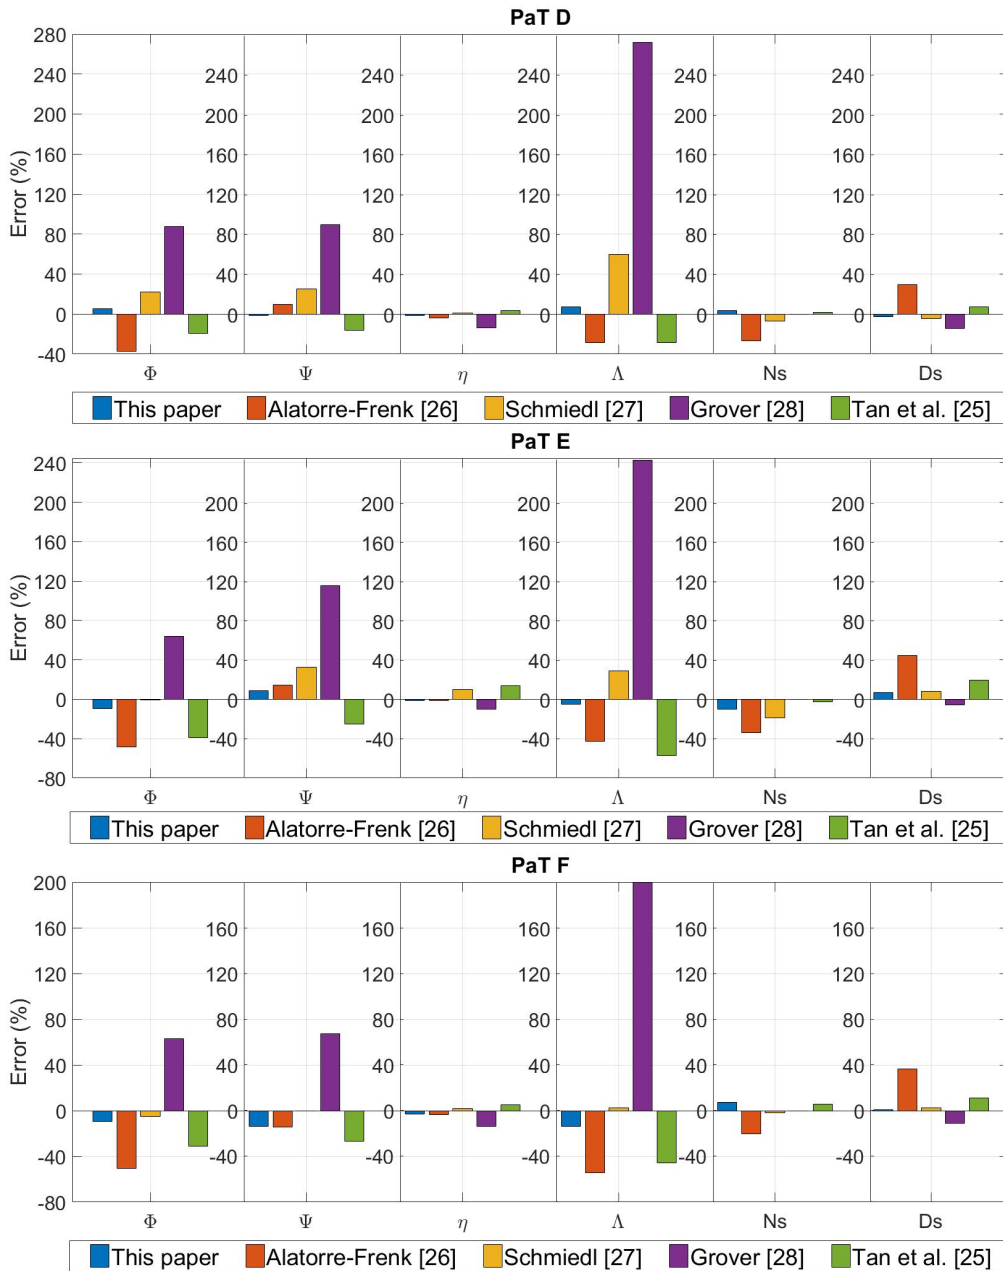 PaT D
Error (%)
280
240 240 240 240 240 240
200 200 200 200 200 200
160 160 160 160 160 160
120 120 120 120 120 120
80 80 80 80 80 80
40 40 40 40 40 40
0 0 0 0 0 0
-40
Φ Ψ η Λ Ns Ds
This paper Alatorre-Frenk [26] Schmiedl [27] Grover [28] Tan et al. [25]
PaT E
Error (%)
240
200 200 200 200 200 200
160 160 160 160 160 160
120 120 120 120 120 120
80 80 80 80 80 80
40 40 40 40 40 40
0 0 0 0 0 0
-40 -40 -40 -40 -40 -40
-80
Φ Ψ η Λ Ns Ds
This paper Alatorre-Frenk [26] Schmiedl [27] Grover [28] Tan et al. [25]
PaT F
Error (%)
200
160 160 160 160 160 160
120 120 120 120 120 120
80 80 80 80 80 80
40 40 40 40 40 40
0 0 0 0 0 0
-40 -40 -40 -40 -40 -40
-80
Φ Ψ η Λ Ns Ds
This paper Alatorre-Frenk [26] Schmiedl [27] Grover [28] Tan et al. [25]